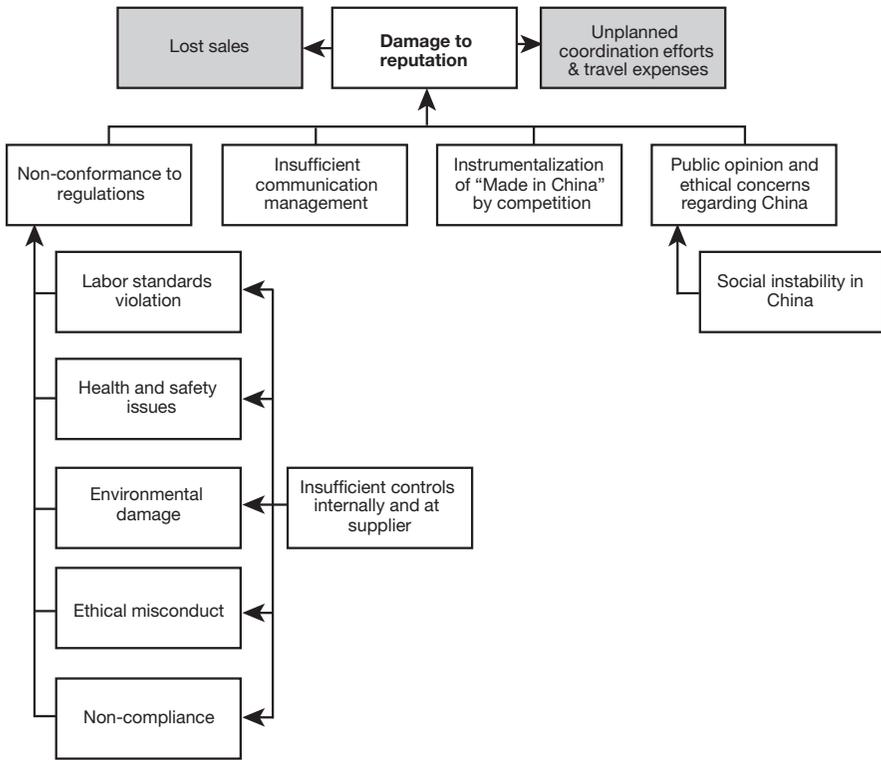 Lost sales
Damage to
reputation
Unplanned
coordination efforts
& travel expenses
Non-conformance to
regulations
Insufficient
communication
management
Instrumentalization
of “Made in China”
by competition
Public opinion and
ethical concerns
regarding China
Labor standards
violation
Social instability in
China
Health and safety
issues
Environmental
damage
Insufficient controls
internally and at
supplier
Ethical misconduct
Non-compliance